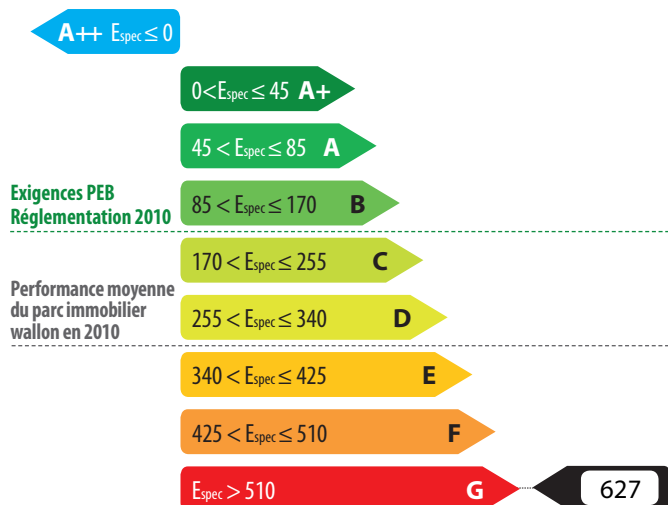 A++ Espec ≤ 0
0<Espec ≤ 45 A+
45 < Espec ≤ 85 A
Exigences PEB
Réglementation 2010
85 < Espec ≤ 170 B
170 < Espec ≤ 255 C
Performance moyenne
du parc immobilier
wallon en 2010
255 < Espec ≤ 340 D
340 < Espec ≤ 425 E
425 < Espec ≤ 510 F
Espec > 510 G 627